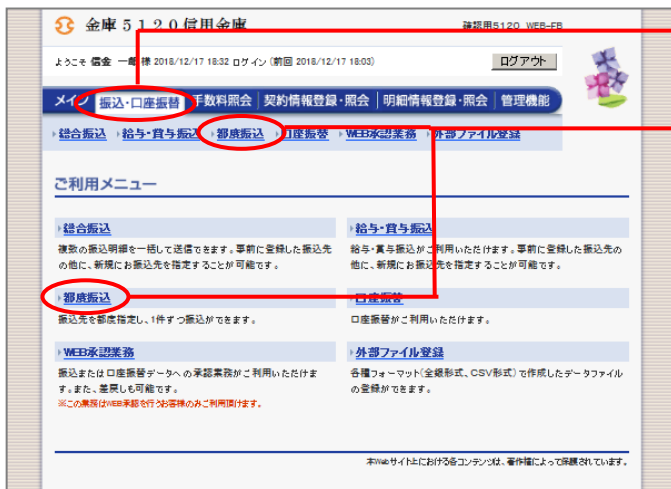 金庫5120信用金庫
確認用5120 WEB-FB
ようこそ 信金 一郎 様 2018/12/17 18:32 ログイン (前回 2018/12/17 18:03)
ログアウト
メイン 振込・口座振替 手数料照会 契約情報登録・照会 明細情報登録・照会 管理機能
総合振込 給与・賞与振込 都度振込 口座振替 WEB承認業務 外部ファイル登録
ご利用メニュー
総合振込
複数の振込明細を一括して送信できます。事前に登録した振込先
の他に、新規にお振込先を指定することが可能です。
給与・賞与振込
給与・賞与振込がご利用いただけます。事前に登録した振込先の
他に、新規にお振込先を指定することが可能です。
都度振込
振込先を都度指定し、1件ずつ振込ができます。
口座振替
口座振替がご利用いただけます。
WEB承認業務
振込または口座振替データへの承認業務がご利用いただけま
す。また、差戻しも可能です。
※この業務はWEB承認を行うお客様のみご利用頂けます。
外部ファイル登録
各種フォーマット(全銀形式、CSV形式)で作成したデータファイル
の登録ができます。
本Webサイト上における各コンテンツは、著作権によって保護されています。